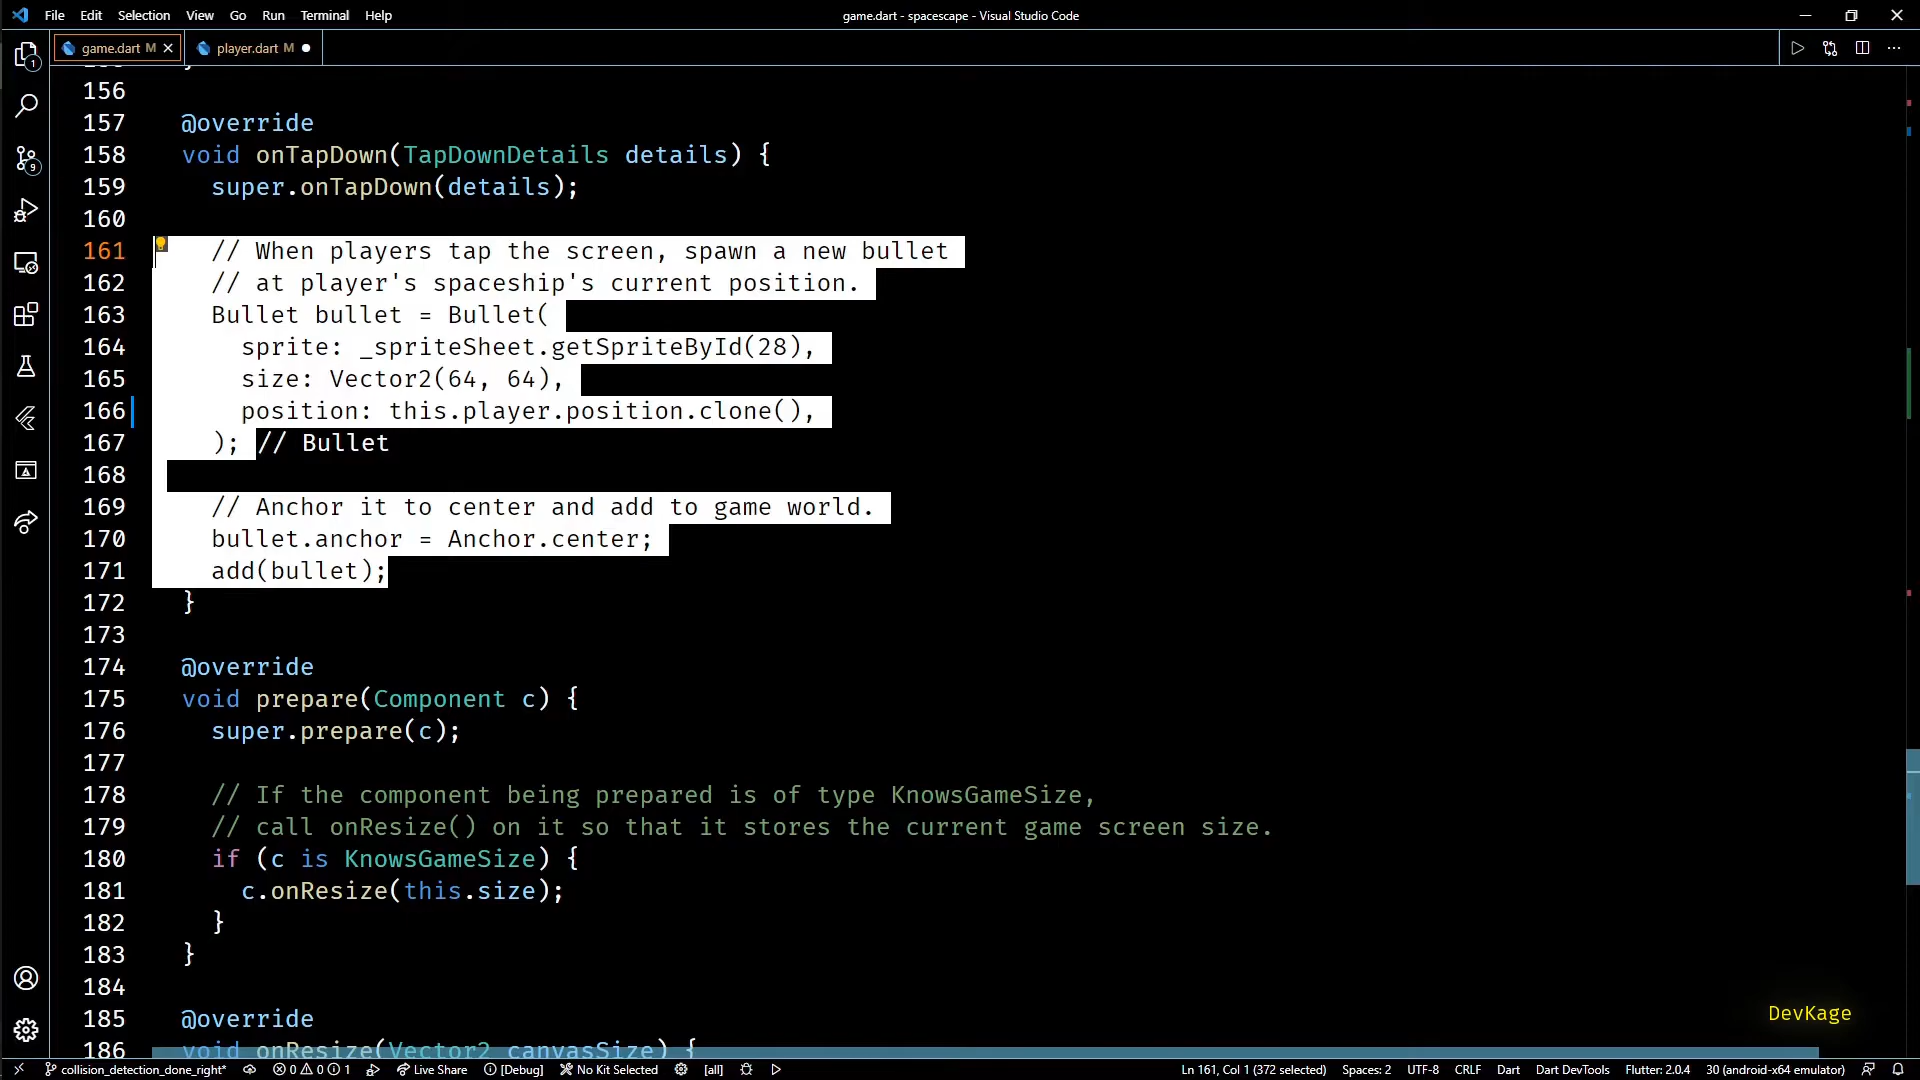 File Edit Selection View Go Run Terminal Help
game.dart - spacescape - Visual Studio Code
game.dart M
player.dart M
156
157 @override
158 void onTapDown(TapDownDetails details) {
159 super.onTapDown(details);
160
161 // When players tap the screen, spawn a new bullet
162 // at player's spaceship's current position.
163 Bullet bullet = Bullet(
164 sprite: _spriteSheet.getSpriteById(28),
165 size: Vector2(64, 64),
166 position: this.player.position.clone(),
167 ); // Bullet
168
169 // Anchor it to center and add to game world.
170 bullet.anchor = Anchor.center;
171 add(bullet);
172 }
173
174 @override
175 void prepare(Component c) {
176 super.prepare(c);
177
178 // If the component being prepared is of type KnowsGameSize,
179 // call onResize() on it so that it stores the current game screen size.
180 if (c is KnowsGameSize) {
181 c.onResize(this.size);
182 }
183 }
184
185 @override
186 void onResize(Vector2 canvasSize) {
1
9
DevKage
collision_detection_done_right* 0 0 1 Live Share [Debug] No Kit Selected [all] Ln 161, Col 1 (372 selected) Spaces: 2 UTF-8 CRLF Dart Dart DevTools Flutter: 2.0.4 30 (android-x64 emulator)